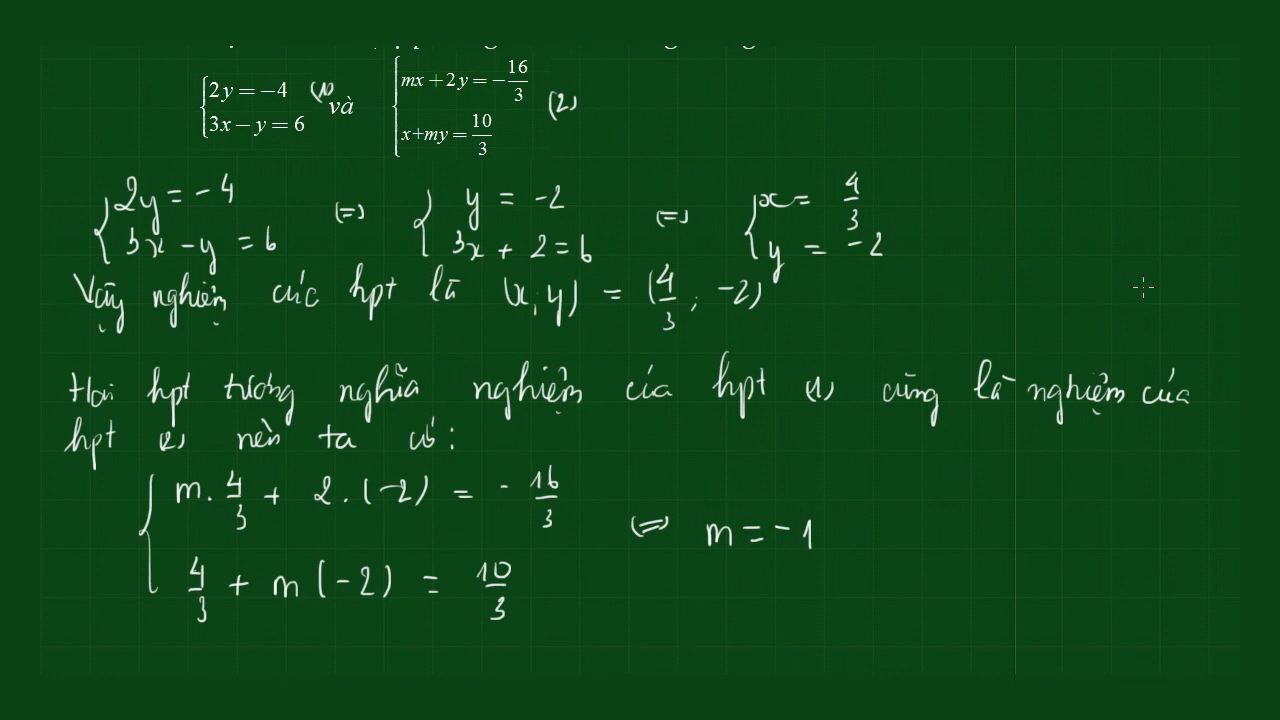 {2y = −4 (1) và {mx + 2y = −16/3 (2)
3x − y = 6 x+my = 10/3
{2y = -4 (=) {y = -2 (=) {x = 4/3
3x - y = 6 3x + 2 = 6 y = -2
Vậy nghiệm của hpt là (x, y) = (4/3 ; -2)
Hai hpt tương nghĩa nghiệm của hpt (1) cũng là nghiệm của
hpt (2) nên ta có :
{m . 4/3 + 2 . (-2) = - 16/3
(=) m = -1
4/3 + m (-2) = 10/3